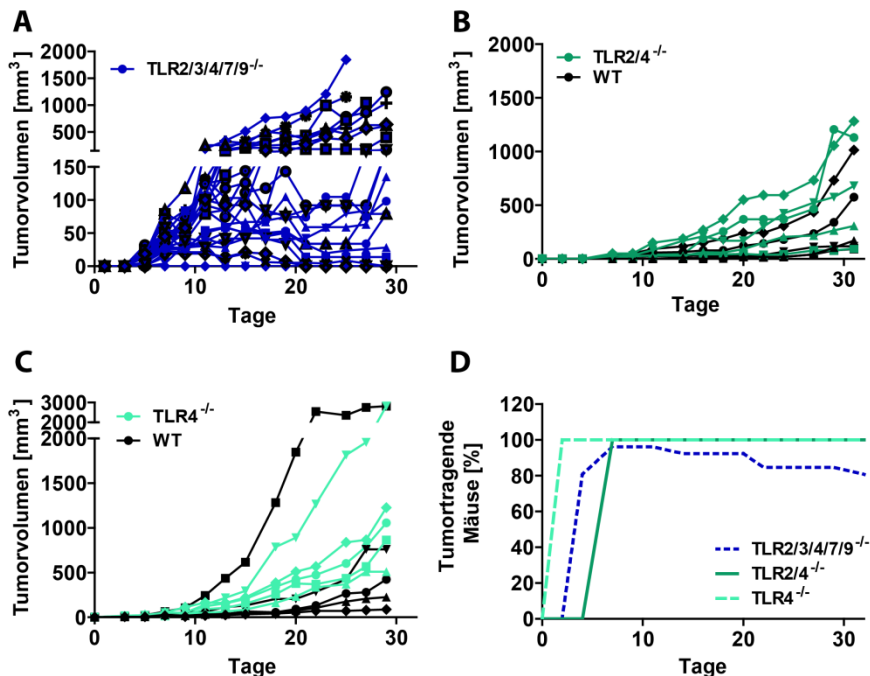 A
Tumorvolumen [mm³]
2000
1500
1000
500
150
100
50
0
TLR2/3/4/7/9⁻/⁻
0
10
20
30
Tage
B
Tumorvolumen [mm³]
2000
1500
1000
500
0
TLR2/4⁻/⁻
WT
0
10
20
30
Tage
C
Tumorvolumen [mm³]
3000
2000
2000
1500
1000
500
0
TLR4⁻/⁻
WT
0
10
20
30
Tage
D
Tumortragende
Mäuse [%]
120
100
80
60
40
20
0
TLR2/3/4/7/9⁻/⁻
TLR2/4⁻/⁻
TLR4⁻/⁻
0
10
20
30
Tage